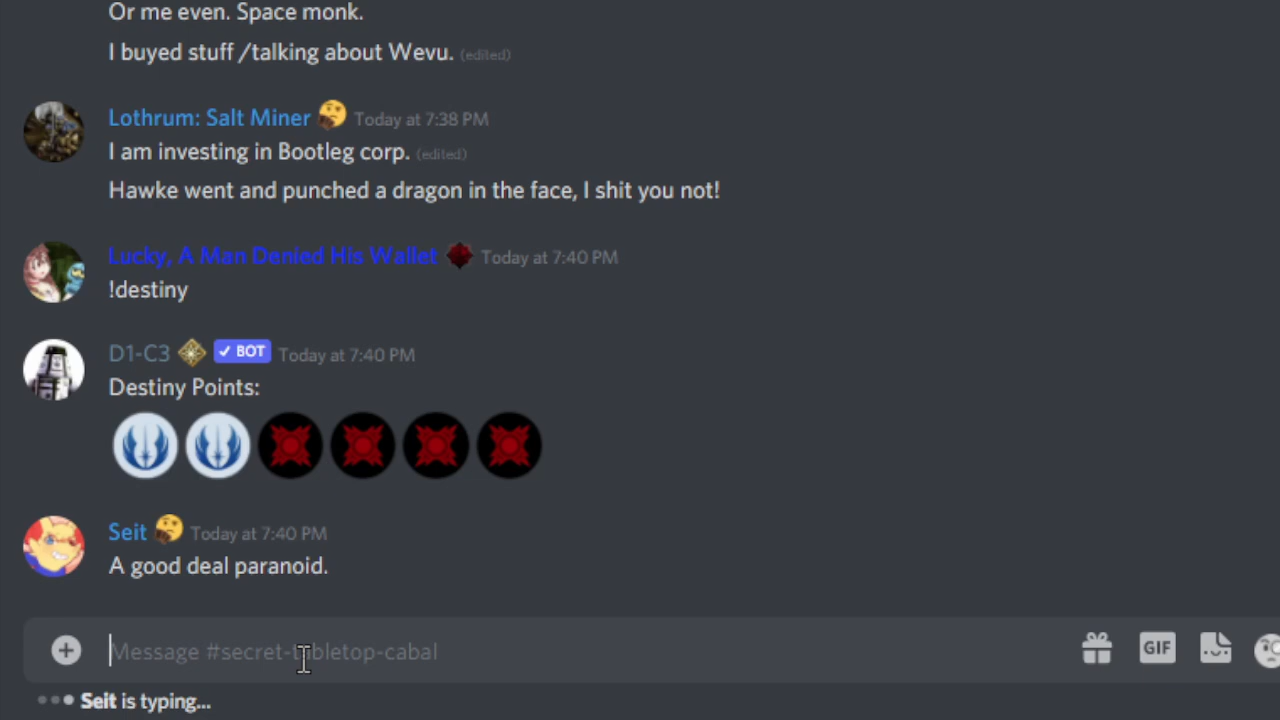 Or me even. Space monk.
I buyed stuff /talking about Wevu. (edited)
Lothrum: Salt Miner Today at 7:38 PM
I am investing in Bootleg corp. (edited)
Hawke went and punched a dragon in the face, I shit you not!
Lucky, A Man Denied His Wallet Today at 7:40 PM
!destiny
D1-C3 ✓ BOT Today at 7:40 PM
Destiny Points:
Seit Today at 7:40 PM
A good deal paranoid.
Message #secret-tabletop-cabal
GIF
Seit is typing...